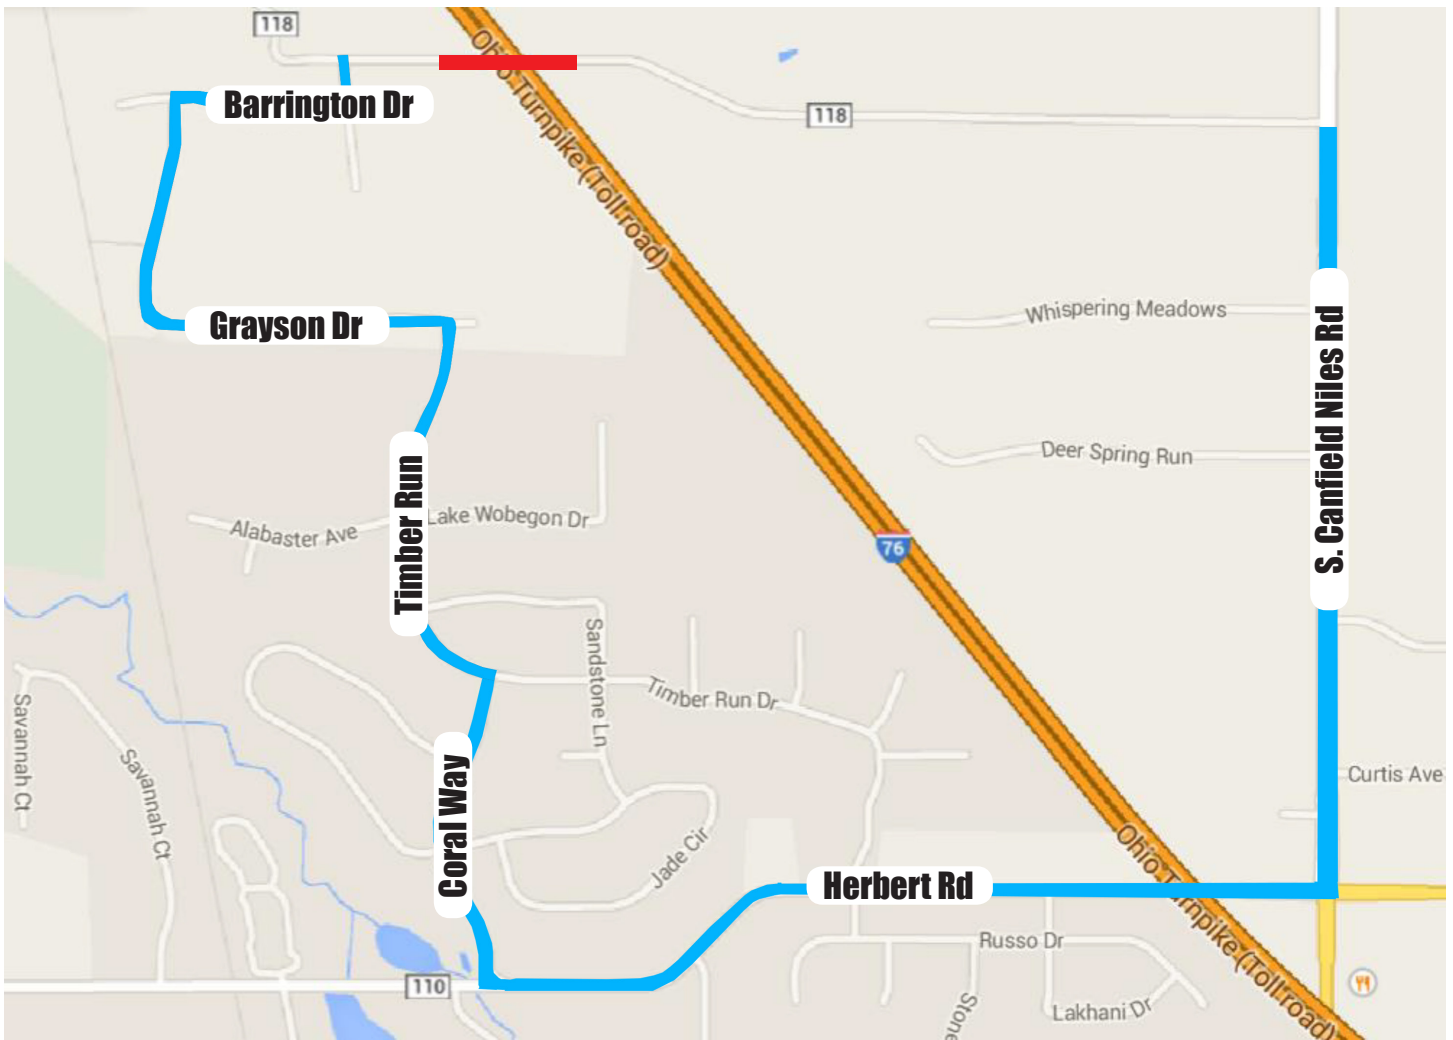 118
Ohio Turnpike (Toll road)
Barrington Dr
118
Grayson Dr
Whispering Meadows
S. Canfield Niles Rd
Deer Spring Run
Timber Run
Alabaster Ave
Lake Wobegon Dr
76
Sandstone Ln
Timber Run Dr
Savannah Ct
Savannah Ct
Coral Way
Curtis Ave
Jade Cir
Ohio Turnpike (Toll road)
Herbert Rd
Russo Dr
110
Stone
Lakhani Dr